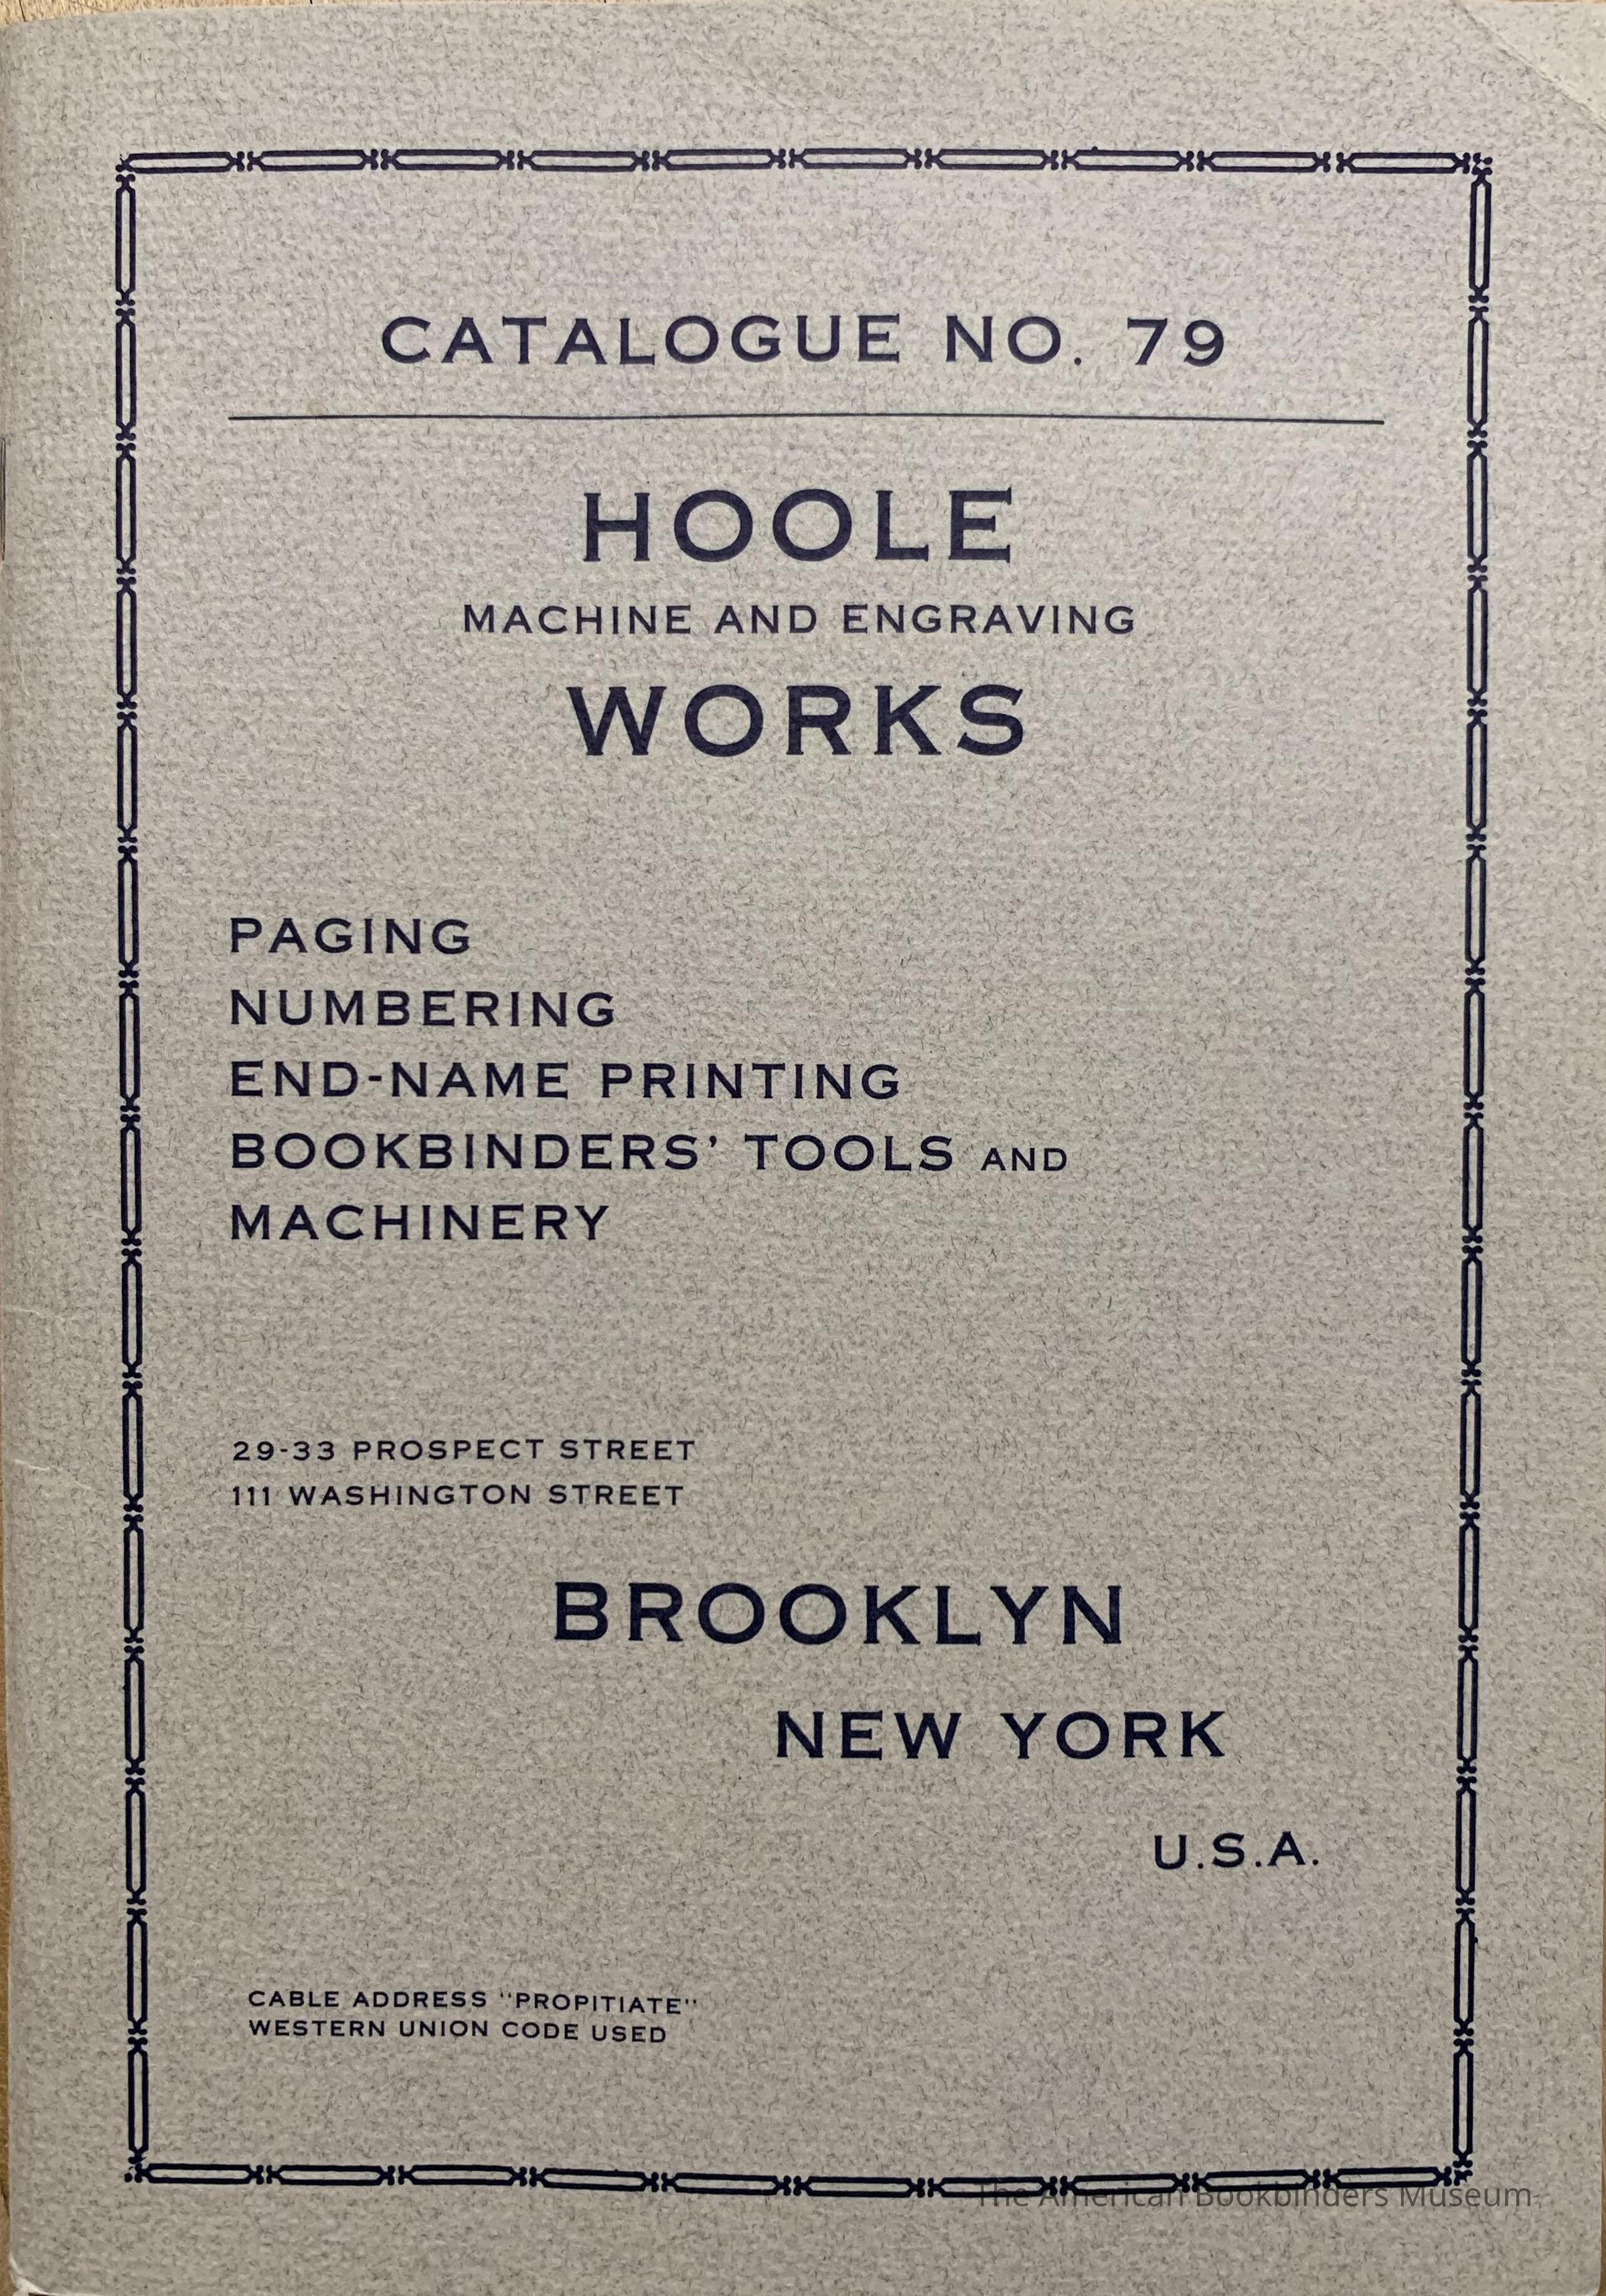 CATALOGUE NO. 79
HOOLE
MACHINE AND ENGRAVING
WORKS
PAGING
NUMBERING
END-NAME PRINTING
BOOKBINDERS' TOOLS AND
MACHINERY
29-33 PROSPECT STREET
111 WASHINGTON STREET
BROOKLYN
NEW YORK
U.S.A.
CABLE ADDRESS "PROPITIATE"
WESTERN UNION CODE USED
The American Bookbinders Museum